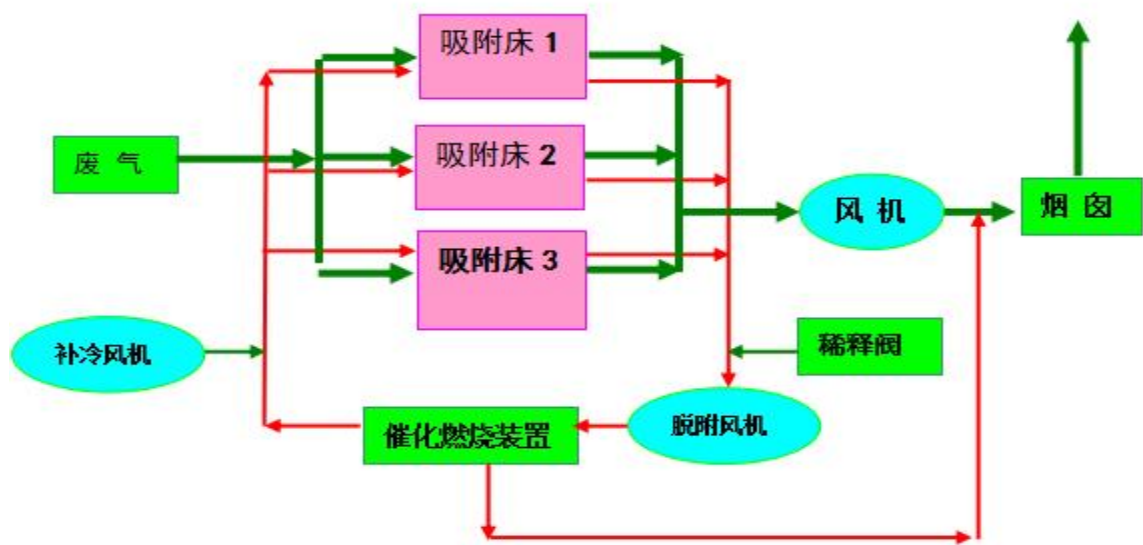 吸附床 1
废 气
吸附床 2
风 机
烟 囱
吸附床 3
补冷风机
稀释阀
催化燃烧装置
脱附风机